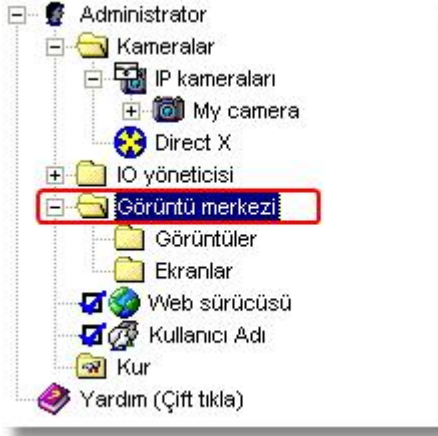 Administrator
Kameralar
IP kameraları
My camera
Direct X
IO yöneticisi
Görüntü merkezi
Görüntüler
Ekranlar
Web sürücüsü
Kullanıcı Adı
Kur
Yardım (Çift tıkla)